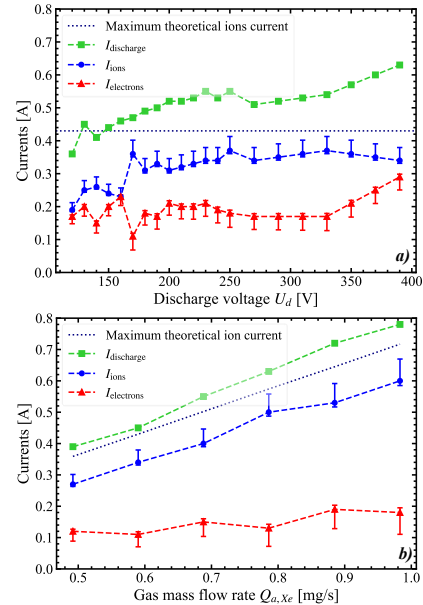 0.8
0.7
0.6
0.5
0.4
0.3
0.2
0.1
0.0
Currents [A]
Maximum theoretical ions current
I_discharge
I_ions
I_electrons
a)
150 200 250 300 350 400
Discharge voltage U_d [V]
0.8
0.7
0.6
0.5
0.4
0.3
0.2
0.1
0.0
Currents [A]
Maximum theoretical ion current
I_discharge
I_ions
I_electrons
b)
0.5 0.6 0.7 0.8 0.9 1.0
Gas mass flow rate Q_a,Xe [mg/s]